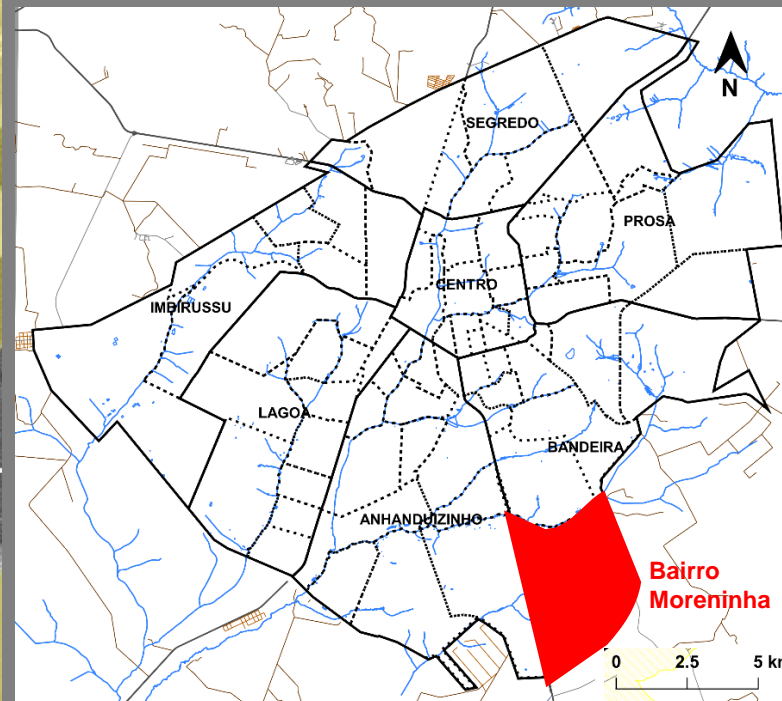 N
SEGREDO
PROSA
CENTRO
IMBIRUSSU
LAGOA
BANDEIRA
ANHANDUIZINHO
Bairro
Moreninha
0 2.5 5 km